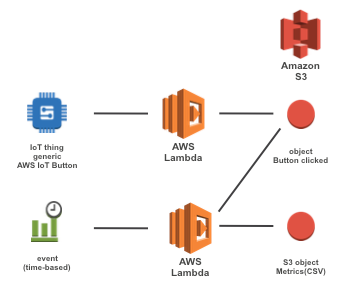 Amazon
S3
IoT thing
generic
AWS IoT Button
AWS
Lambda
object
Button clicked
event
(time-based)
AWS
Lambda
S3 object
Metrics(CSV)